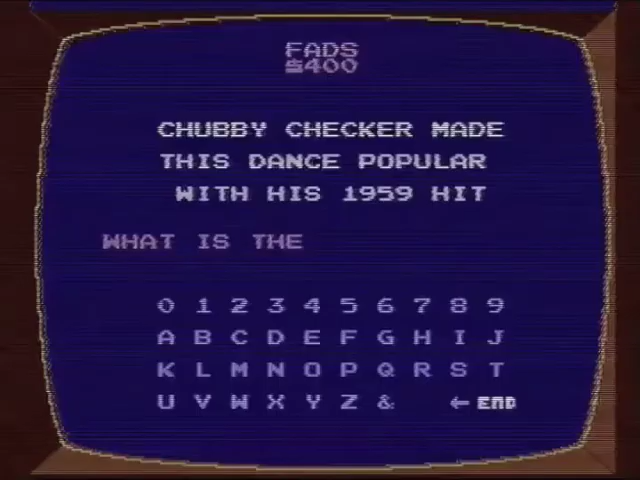 FADS
$400
CHUBBY CHECKER MADE
THIS DANCE POPULAR
WITH HIS 1959 HIT
WHAT IS THE
0 1 2 3 4 5 6 7 8 9
A B C D E F G H I J
K L M N O P Q R S T
U V W X Y Z & ← END